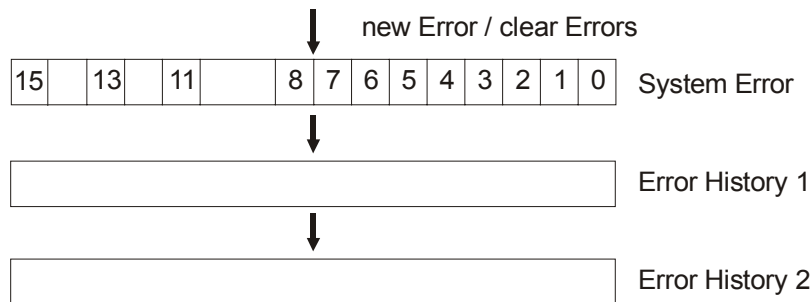 new Error / clear Errors
15 13 11 8 7 6 5 4 3 2 1 0 System Error
Error History 1
Error History 2